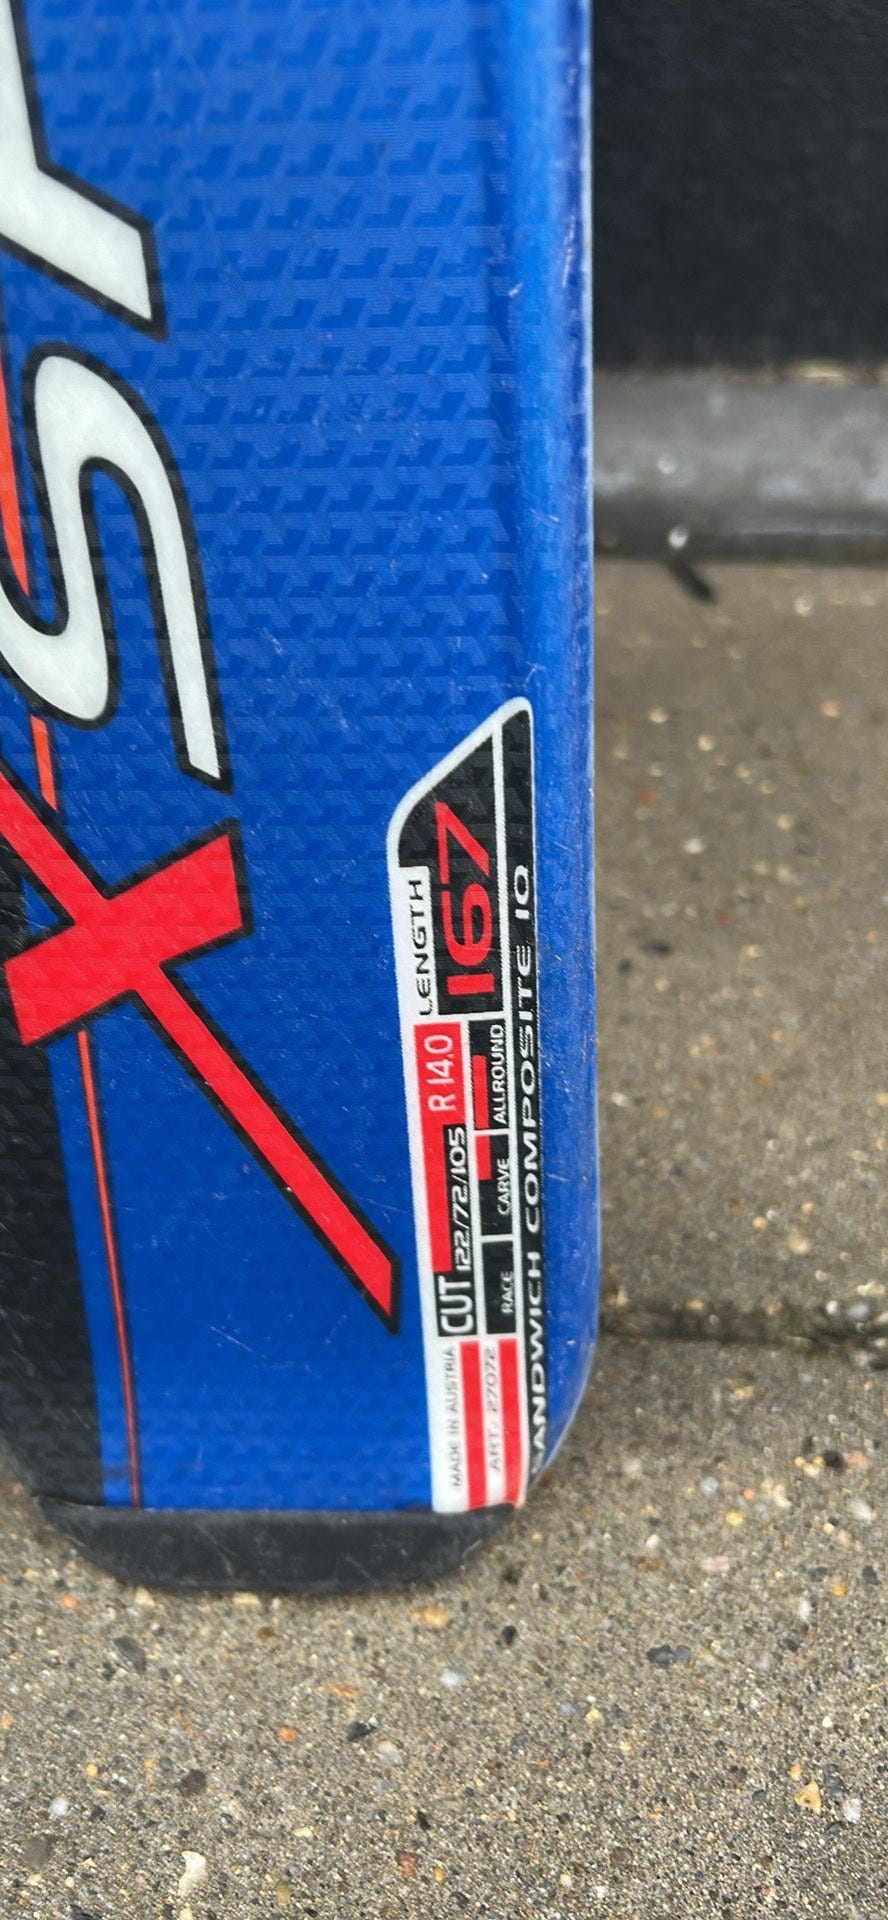 SX
LENGTH
167
R 14.0
CUT 122/72/105
ALLROUND
CARVE
RACE
MADE IN AUSTRIA
ART.: 27072
SANDWICH COMPOSITE IQ